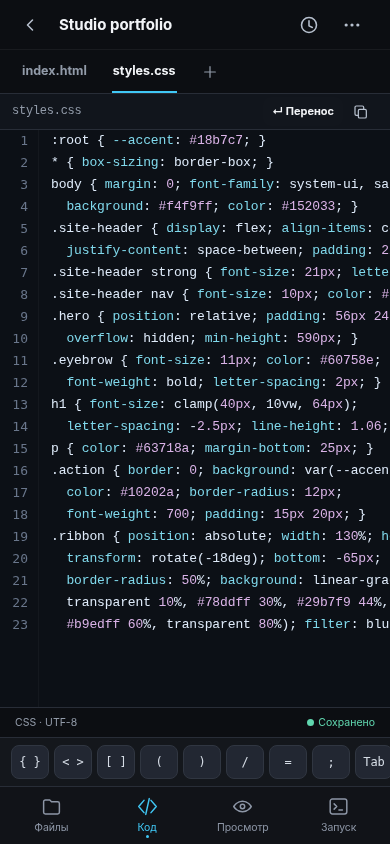 Studio portfolio
index.html styles.css
styles.css ↵ Перенос
1 :root { --accent: #18b7c7; }
2 * { box-sizing: border-box; }
3 body { margin: 0; font-family: system-ui, sa
4 background: #f4f9ff; color: #152033; }
5 .site-header { display: flex; align-items: c
6 justify-content: space-between; padding: 2
7 .site-header strong { font-size: 21px; lette
8 .site-header nav { font-size: 10px; color: #
9 .hero { position: relative; padding: 56px 24
10 overflow: hidden; min-height: 590px; }
11 .eyebrow { font-size: 11px; color: #60758e;
12 font-weight: bold; letter-spacing: 2px; }
13 h1 { font-size: clamp(40px, 10vw, 64px);
14 letter-spacing: -2.5px; line-height: 1.06;
15 p { color: #63718a; margin-bottom: 25px; }
16 .action { border: 0; background: var(--accen
17 color: #10202a; border-radius: 12px;
18 font-weight: 700; padding: 15px 20px; }
19 .ribbon { position: absolute; width: 130%; h
20 transform: rotate(-18deg); bottom: -65px;
21 border-radius: 50%; background: linear-gra
22 transparent 10%, #78ddff 30%, #29b7f9 44%,
23 #b9edff 60%, transparent 80%); filter: blu
CSS · UTF-8 Сохранено
{ } < > [ ] ( ) / = ; Tab
Файлы Код Просмотр Запуск